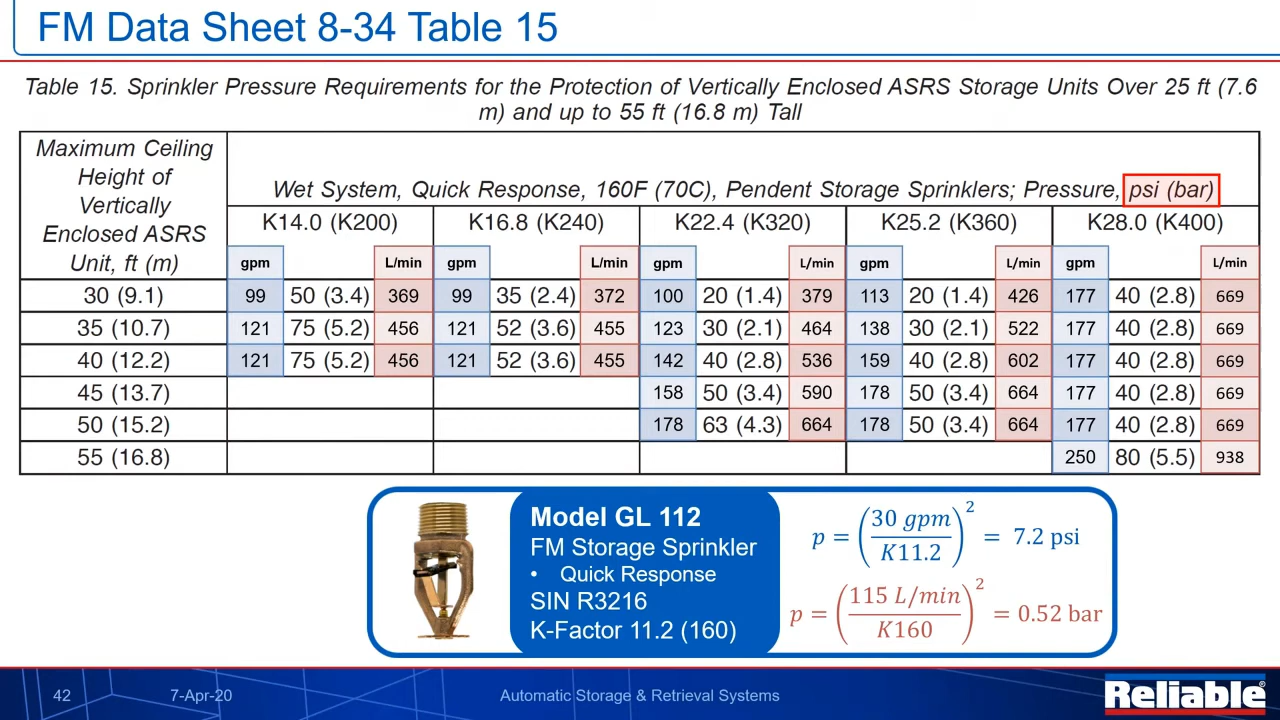 FM Data Sheet 8-34 Table 15
Table 15. Sprinkler Pressure Requirements for the Protection of Vertically Enclosed ASRS Storage Units Over 25 ft (7.6
m) and up to 55 ft (16.8 m) Tall
Maximum Ceiling
Height of
Vertically
Enclosed ASRS
Unit, ft (m)
Wet System, Quick Response, 160F (70C), Pendent Storage Sprinklers; Pressure, psi (bar)
K14.0 (K200) K16.8 (K240) K22.4 (K320) K25.2 (K360) K28.0 (K400)
gpm L/min gpm L/min gpm L/min gpm L/min gpm L/min
30 (9.1) 99 50 (3.4) 369 99 35 (2.4) 372 100 20 (1.4) 379 113 20 (1.4) 426 177 40 (2.8) 669
35 (10.7) 121 75 (5.2) 456 121 52 (3.6) 455 123 30 (2.1) 464 138 30 (2.1) 522 177 40 (2.8) 669
40 (12.2) 121 75 (5.2) 456 121 52 (3.6) 455 142 40 (2.8) 536 159 40 (2.8) 602 177 40 (2.8) 669
45 (13.7) 158 50 (3.4) 590 178 50 (3.4) 664 177 40 (2.8) 669
50 (15.2) 178 63 (4.3) 664 178 50 (3.4) 664 177 40 (2.8) 669
55 (16.8) 250 80 (5.5) 938
Model GL 112
FM Storage Sprinkler
• Quick Response
SIN R3216
K-Factor 11.2 (160)
p = (30 gpm / K11.2)² = 7.2 psi
p = (115 L/min / K160)² = 0.52 bar
42 7-Apr-20 Automatic Storage & Retrieval Systems
Reliable®